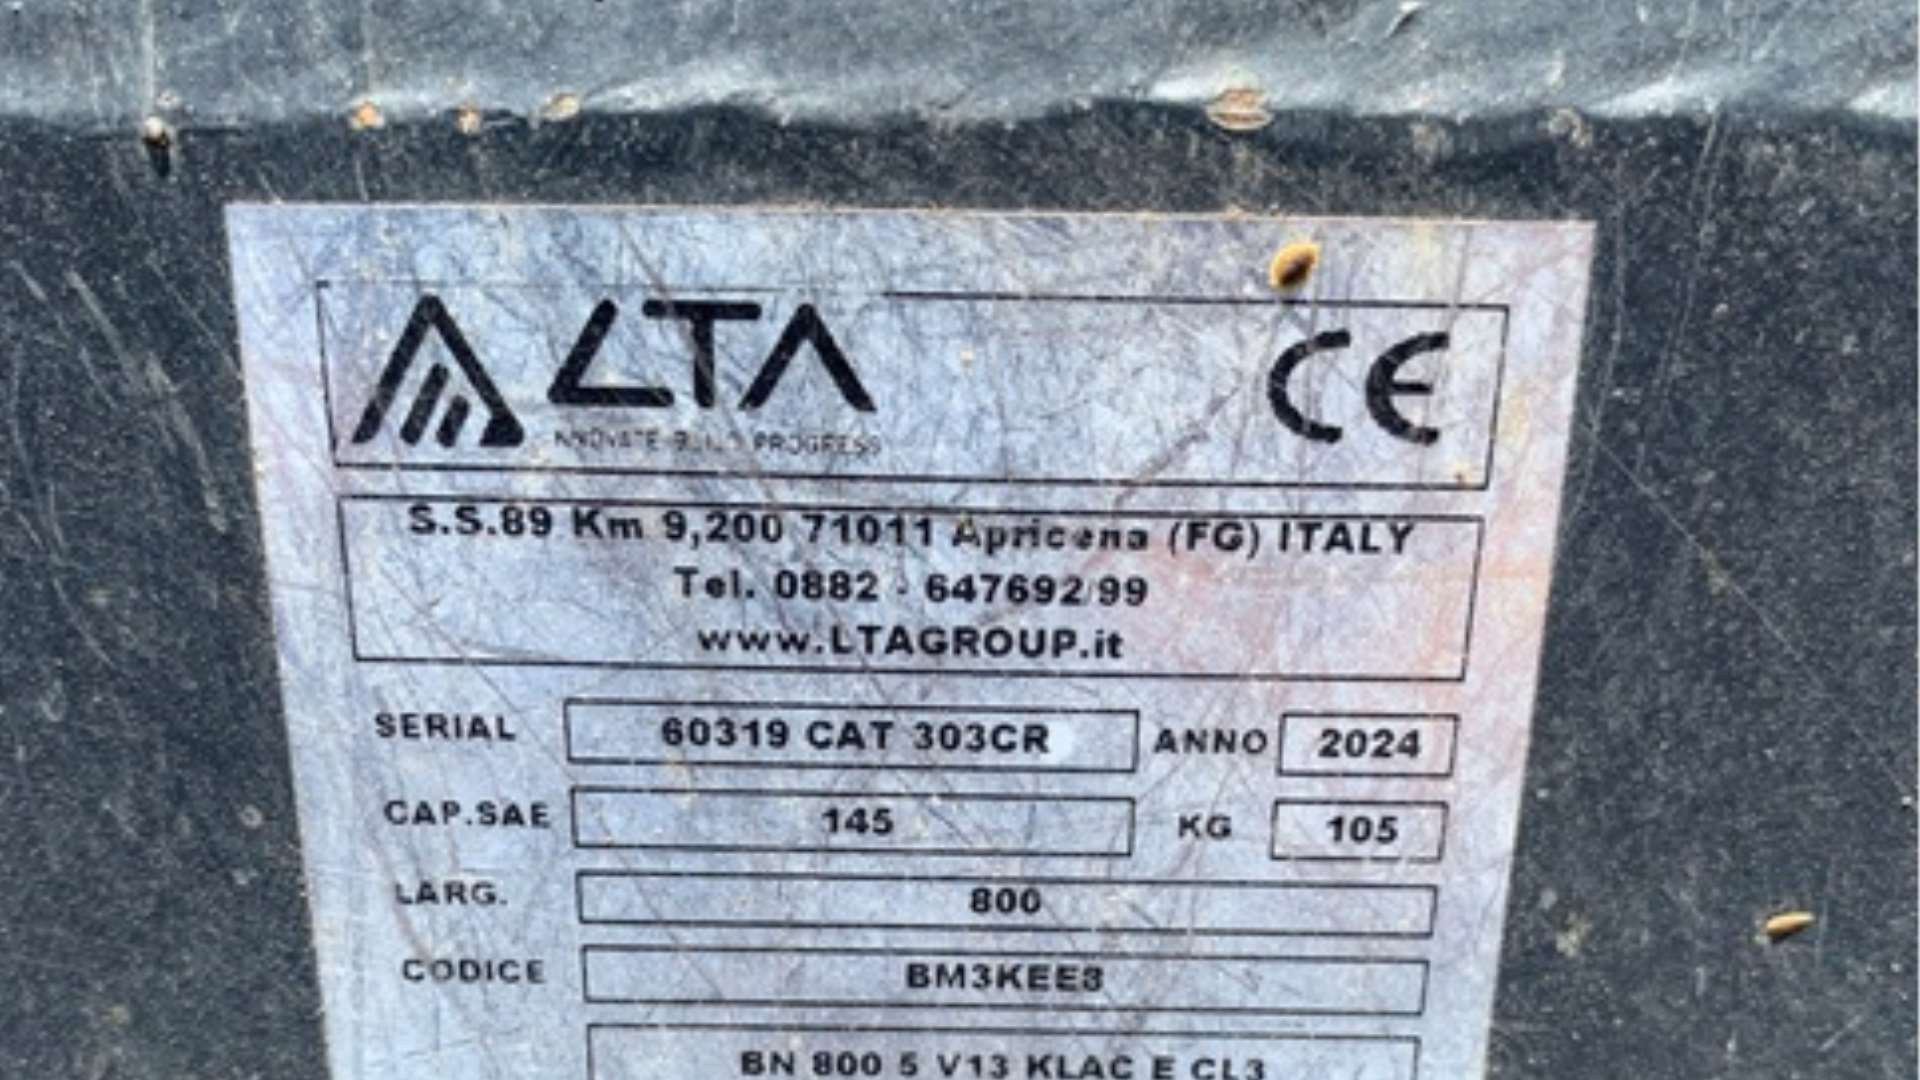 LTA CE
INNOVATE BUILD PROGRESS
S.S.89 Km 9,200 71011 Apricena (FG) ITALY
Tel. 0882 - 647692/99
www.LTAGROUP.it
SERIAL 60319 CAT 303CR ANNO 2024
CAP.SAE 145 KG 105
LARG. 800
CODICE BM3KEE8
BN 800 5 V13 KLAC E CL3